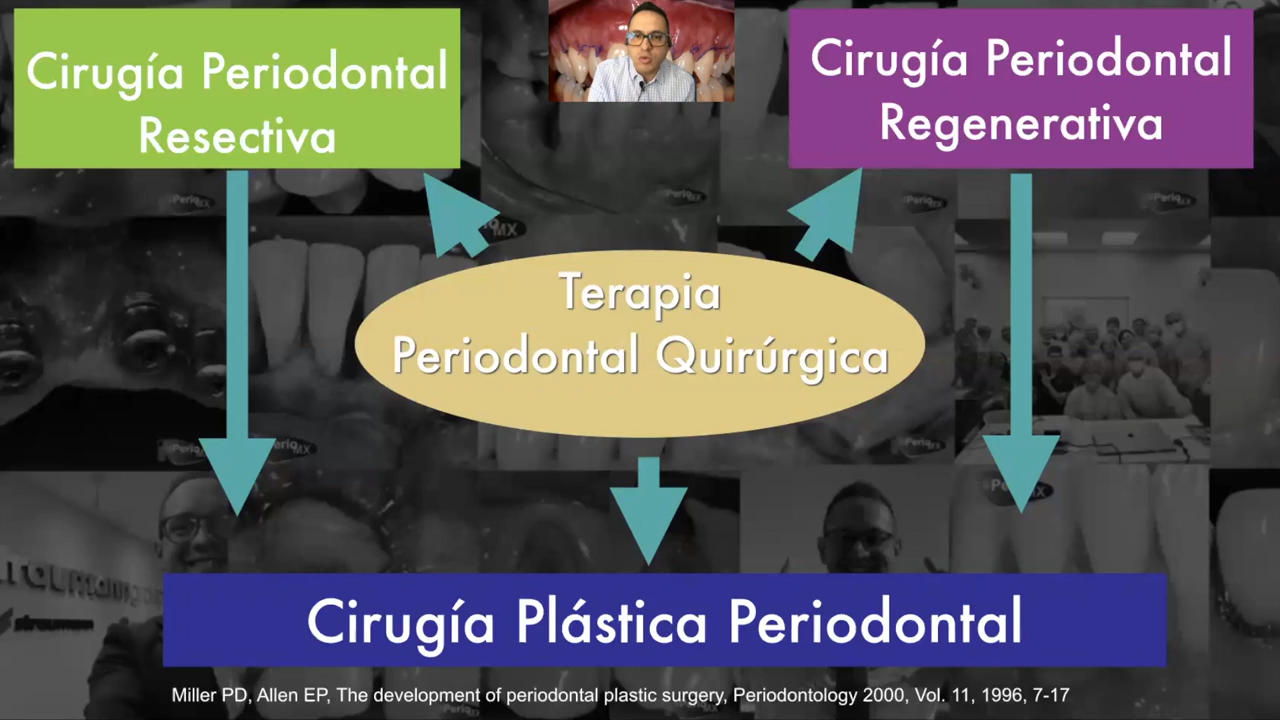 Cirugía Periodontal
Resectiva
Cirugía Periodontal
Regenerativa
Terapia
Periodontal Quirúrgica
Cirugía Plástica Periodontal
Miller PD, Allen EP, The development of periodontal plastic surgery, Periodontology 2000, Vol. 11, 1996, 7-17